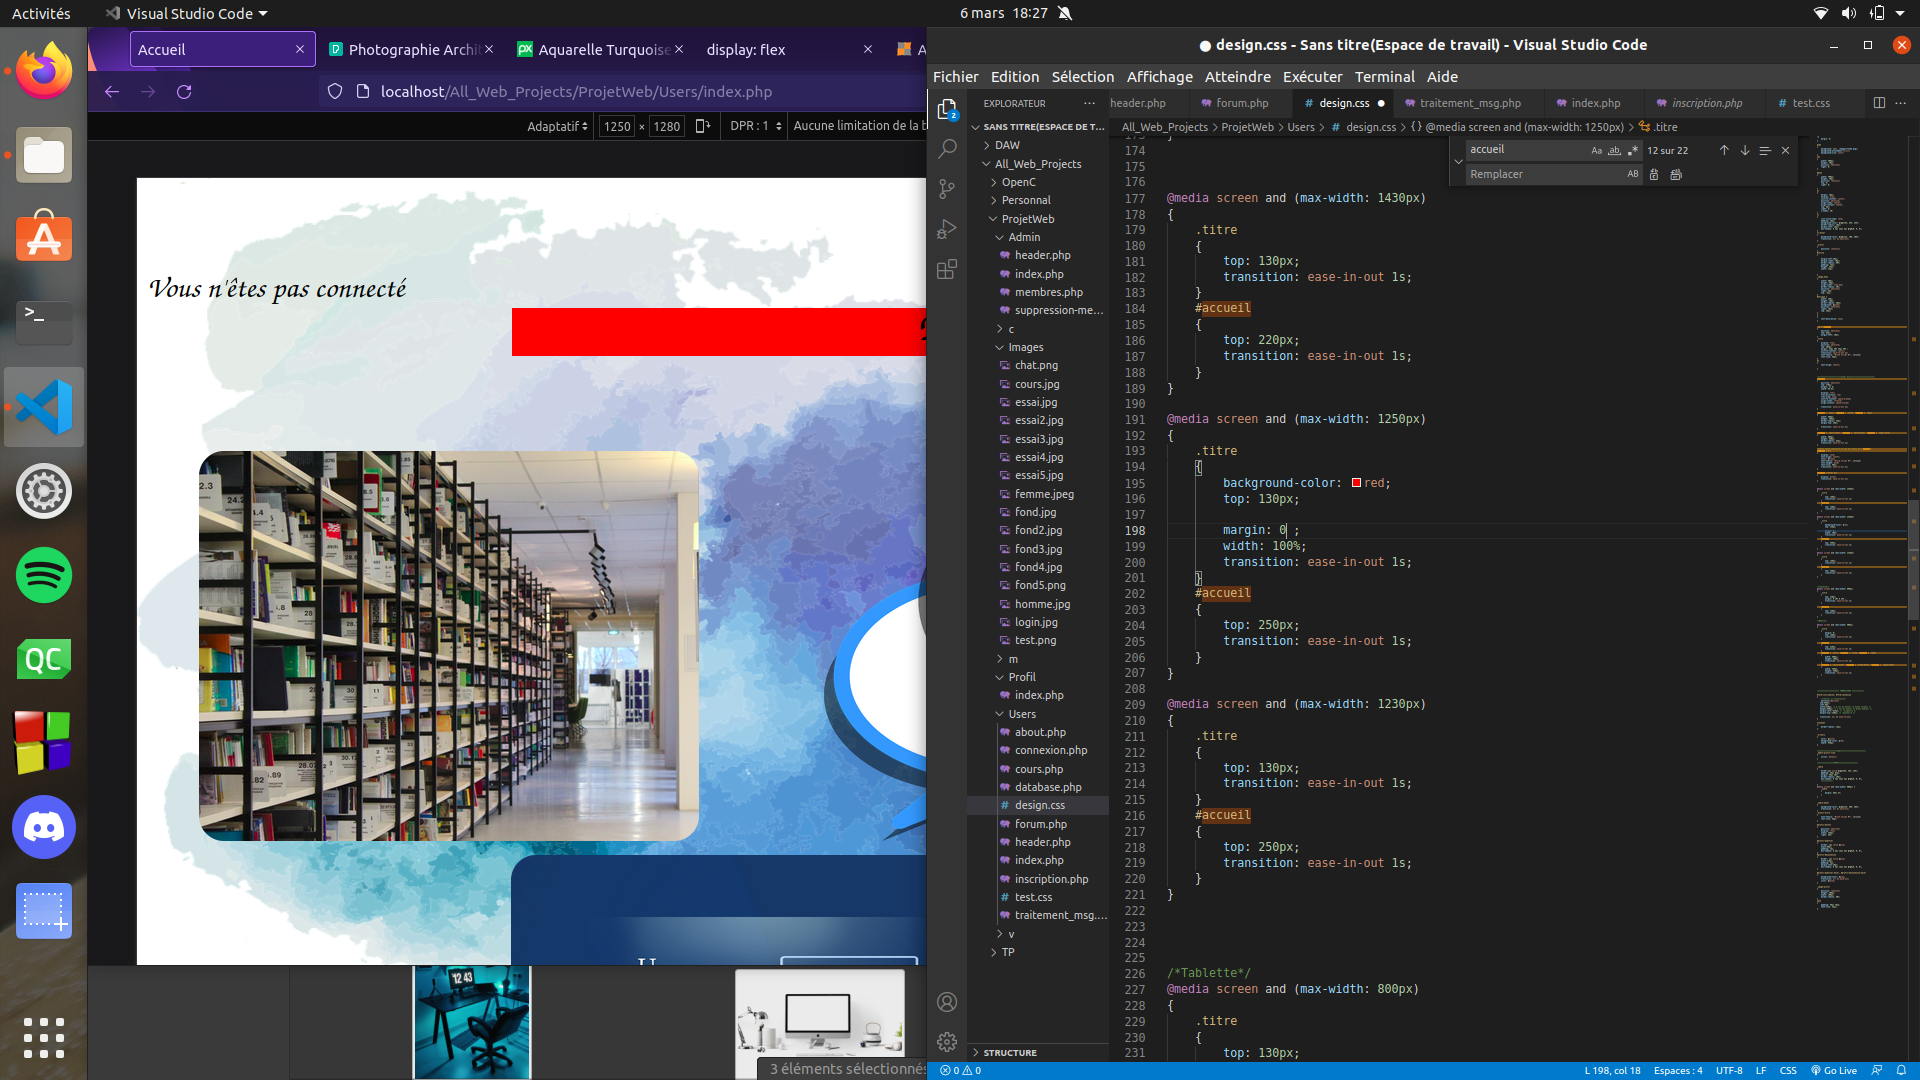 Activités
Visual Studio Code
6 mars 18:27
Accueil
Photographie Archi
Aquarelle Turquoise
display: flex
localhost/All_Web_Projects/ProjetWeb/Users/index.php
Adaptatif
1250 × 1280
DPR : 1
Aucune limitation de la b
Vous n'êtes pas connecté
12 43
3 éléments sélectionnés
● design.css - Sans titre(Espace de travail) - Visual Studio Code
Fichier Edition Sélection Affichage Atteindre Exécuter Terminal Aide
EXPLORATEUR
header.php
forum.php
design.css
traitement_msg.php
index.php
inscription.php
test.css
All_Web_Projects > ProjetWeb > Users > # design.css > {} @media screen and (max-width: 1250px) > .titre
accueil
12 sur 22
Remplacer
SANS TITRE(ESPACE DE T...
DAW
All_Web_Projects
OpenC
Personnal
ProjetWeb
Admin
header.php
index.php
membres.php
suppression-me...
c
Images
chat.png
cours.jpg
essai.jpg
essai2.jpg
essai3.jpg
essai4.jpg
essai5.jpg
femme.jpeg
fond.jpg
fond2.jpg
fond3.jpg
fond4.jpg
fond5.png
homme.jpg
login.jpg
test.png
m
Profil
index.php
Users
about.php
connexion.php
cours.php
database.php
design.css
forum.php
header.php
index.php
inscription.php
test.css
traitement_msg....
v
TP
STRUCTURE
174
175
176
177 @media screen and (max-width: 1430px)
178 {
179 .titre
180 {
181 top: 130px;
182 transition: ease-in-out 1s;
183 }
184 #accueil
185 {
186 top: 220px;
187 transition: ease-in-out 1s;
188 }
189 }
190
191 @media screen and (max-width: 1250px)
192 {
193 .titre
194 {
195 background-color: red;
196 top: 130px;
197
198 margin: 0 ;
199 width: 100%;
200 transition: ease-in-out 1s;
201 }
202 #accueil
203 {
204 top: 250px;
205 transition: ease-in-out 1s;
206 }
207 }
208
209 @media screen and (max-width: 1230px)
210 {
211 .titre
212 {
213 top: 130px;
214 transition: ease-in-out 1s;
215 }
216 #accueil
217 {
218 top: 250px;
219 transition: ease-in-out 1s;
220 }
221 }
222
223
224
225
226 /*Tablette*/
227 @media screen and (max-width: 800px)
228 {
229 .titre
230 {
231 top: 130px;
0 0
L 198, col 18
Espaces : 4
UTF-8
LF
CSS
Go Live